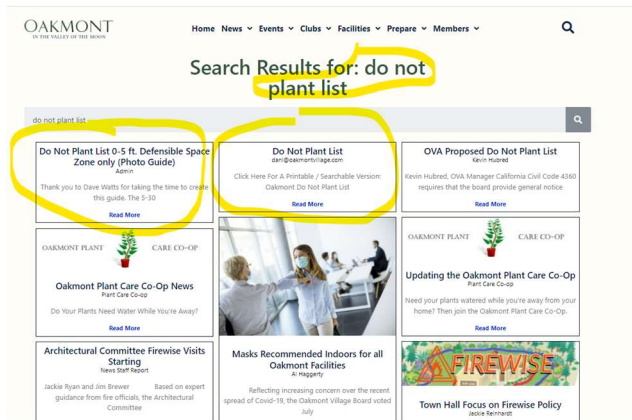 OAKMONT
IN THE VALLEY OF THE MOON
Home News Events Clubs Facilities Prepare Members
Search Results for: do not
plant list
do not plant list
Do Not Plant List 0-5 ft. Defensible Space
Zone only (Photo Guide)
Admin
Thank you to Dave Watts for taking the time to create
this guide. The 5-30
Read More
Do Not Plant List
dani@oakmontvillage.com
Click Here For A Printable / Searchable Version:
Oakmont Do Not Plant List
Read More
OVA Proposed Do Not Plant List
Kevin Hubred
Kevin Hubred, OVA Manager California Civil Code 4360
requires that the board provide general notice
Read More
OAKMONT PLANT CARE CO-OP
Oakmont Plant Care Co-Op News
Plant Care Co-op
Do Your Plants Need Water While You're Away?
Read More
Masks Recommended Indoors for all
Oakmont Facilities
Al Haggerty
Reflecting increasing concern over the recent
spread of Covid-19, the Oakmont Village Board voted
July
OAKMONT PLANT CARE CO-OP
Updating the Oakmont Plant Care Co-Op
Plant Care Co-op
Need your plants watered while you're away from your
home? Then join the Oakmont Plant Care Co-Op.
Read More
Architectural Committee Firewise Visits
Starting
News Staff Report
Jackie Ryan and Jim Brewer Based on expert
guidance from fire officials, the Architectural
Committee
FIREWISE
Town Hall Focus on Firewise Policy
Jackie Reinhardt